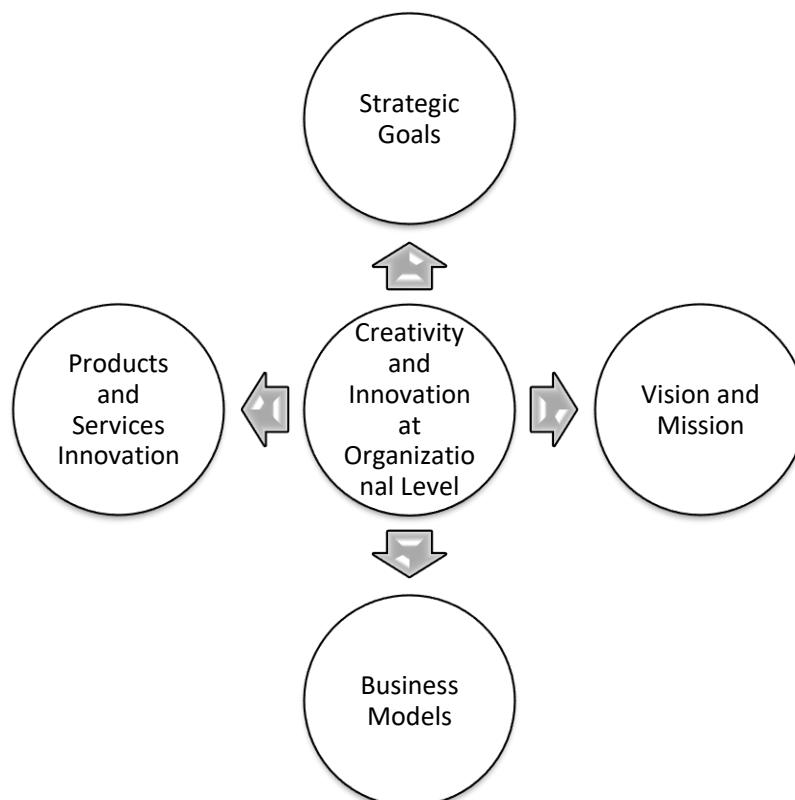 Strategic
Goals
Products
and
Services
Innovation
Creativity
and
Innovation
at
Organizatio
nal Level
Vision and
Mission
Business
Models